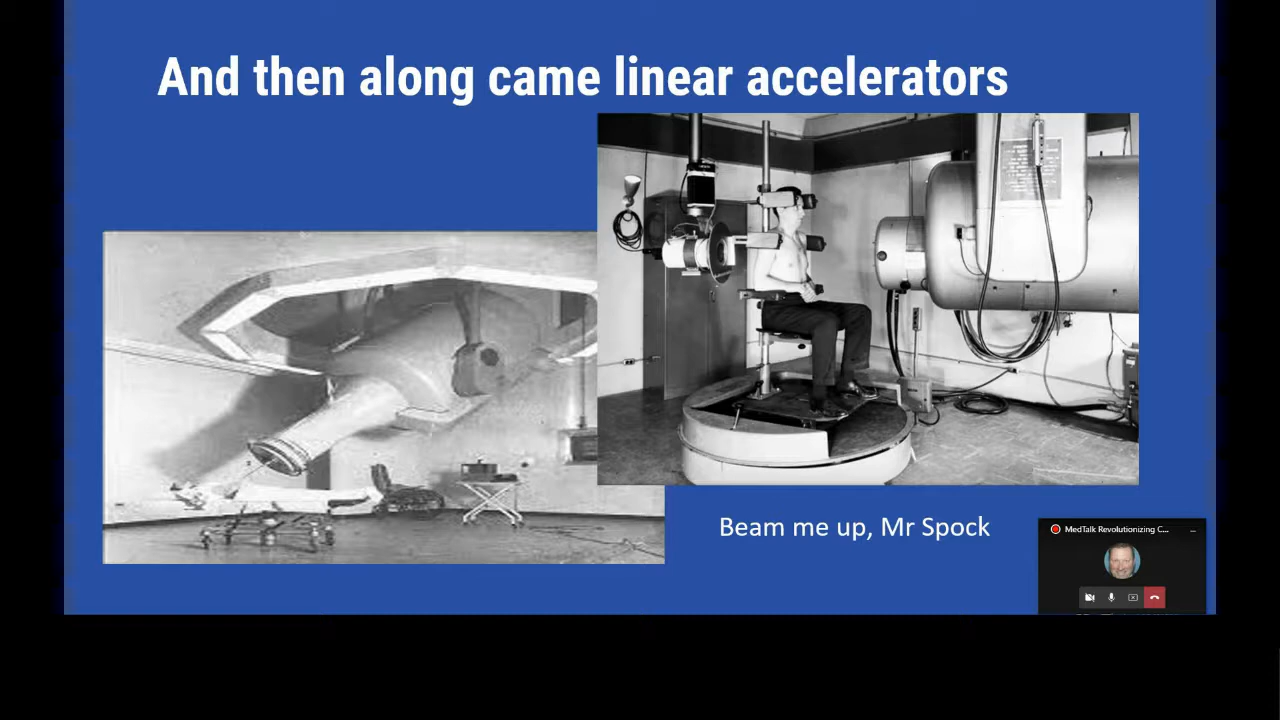 And then along came linear accelerators
Beam me up, Mr Spock
MedTalk Revolutionizing C...